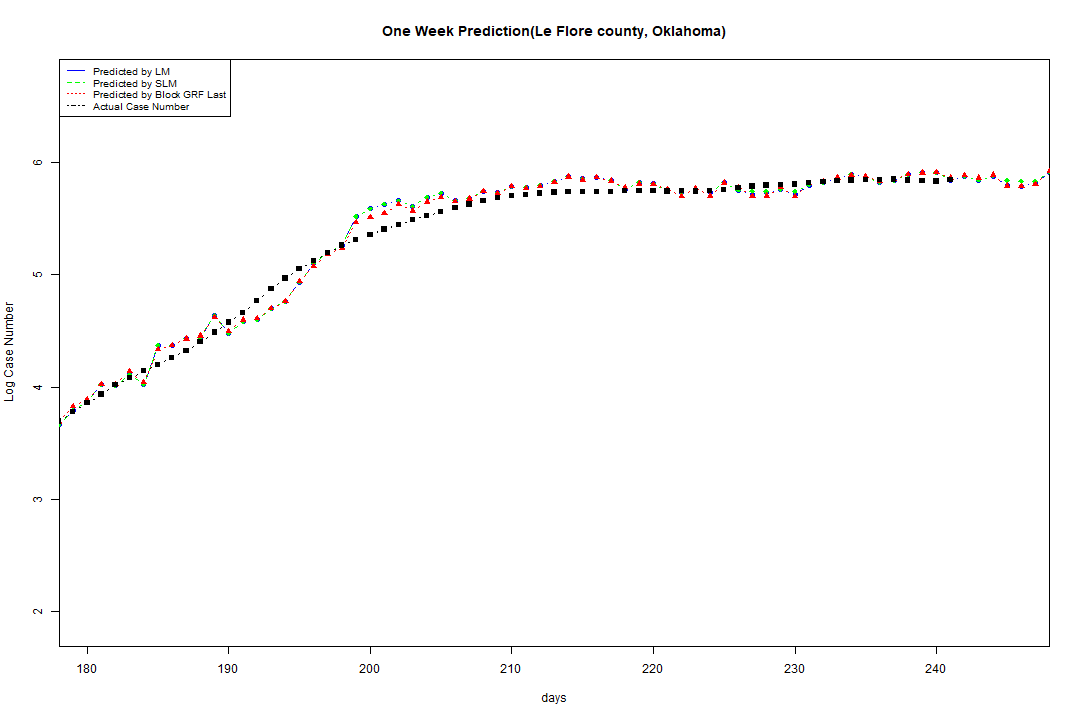 One Week Prediction(Le Flore county, Oklahoma)
Predicted by LM
Predicted by SLM
Predicted by Block GRF Last
Actual Case Number
Log Case Number
6
5
4
3
2
180 190 200 210 220 230 240
days